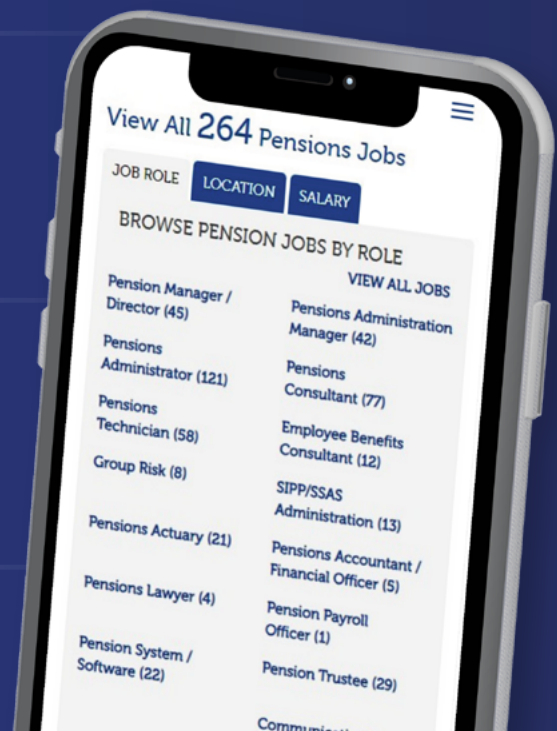 View All 264 Pensions Jobs
JOB ROLE
LOCATION
SALARY
BROWSE PENSION JOBS BY ROLE
VIEW ALL JOBS
Pension Manager /
Director (45)
Pensions Administration
Manager (42)
Pensions
Administrator (121)
Pensions
Consultant (77)
Pensions
Technician (58)
Employee Benefits
Consultant (12)
Group Risk (8)
SIPP/SSAS
Administration (13)
Pensions Actuary (21)
Pensions Accountant /
Financial Officer (5)
Pensions Lawyer (4)
Pension Payroll
Officer (1)
Pension System /
Software (22)
Pension Trustee (29)